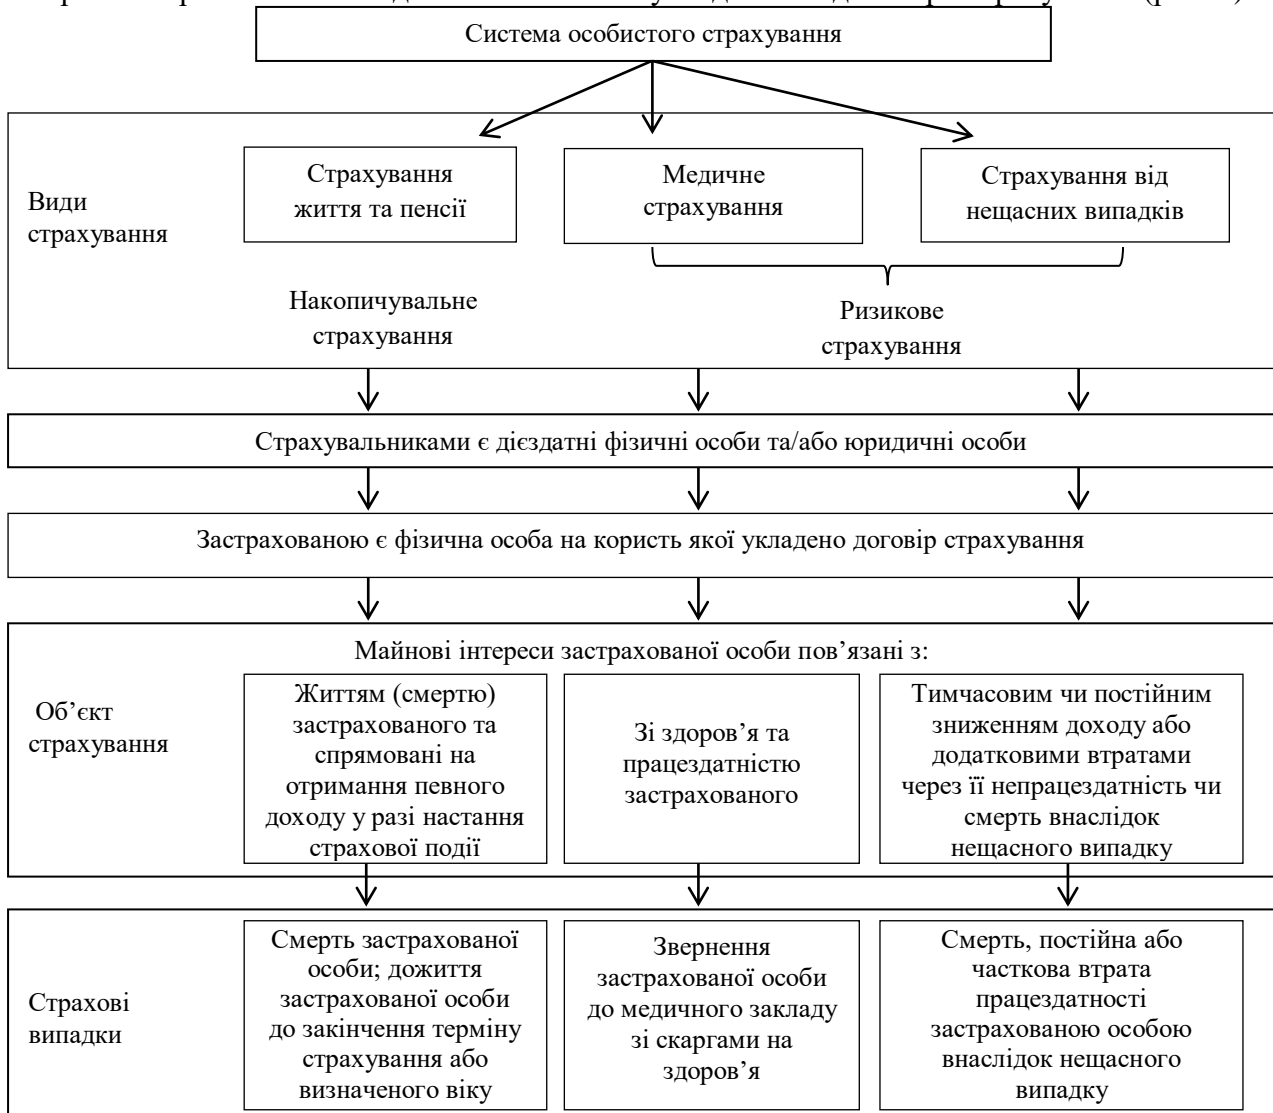 Система особистого страхування
Види
страхування
Страхування
життя та пенсії
Медичне
страхування
Страхування від
нещасних випадків
Накопичувальне
страхування
Ризикове
страхування
Страхувальниками є дієздатні фізичні особи та/або юридичні особи
Застрахованою є фізична особа на користь якої укладено договір страхування
Майнові інтереси застрахованої особи пов’язані з:
Об’єкт
страхування
Життям (смертю)
застрахованого та
спрямовані на
отримання певного
доходу у разі настання
страхової події
Зі здоров’я та
працездатністю
застрахованого
Тимчасовим чи постійним
зниженням доходу або
додатковими втратами
через її непрацездатність чи
смерть внаслідок
нещасного випадку
Страхові
випадки
Смерть застрахованої
особи; дожиття
застрахованої особи
до закінчення терміну
страхування або
визначеного віку
Звернення
застрахованої особи
до медичного закладу
зі скаргами на
здоров’я
Смерть, постійна або
часткова втрата
працездатності
застрахованою особою
внаслідок нещасного
випадку